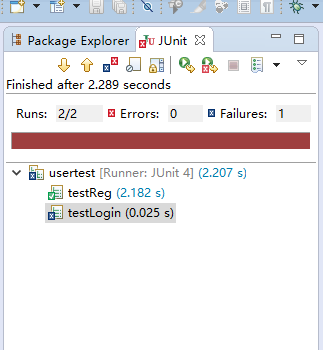 Package Explorer JUnit
Finished after 2.289 seconds
Runs: 2/2 Errors: 0 Failures: 1
usertest [Runner: JUnit 4] (2.207 s)
testReg (2.182 s)
testLogin (0.025 s)